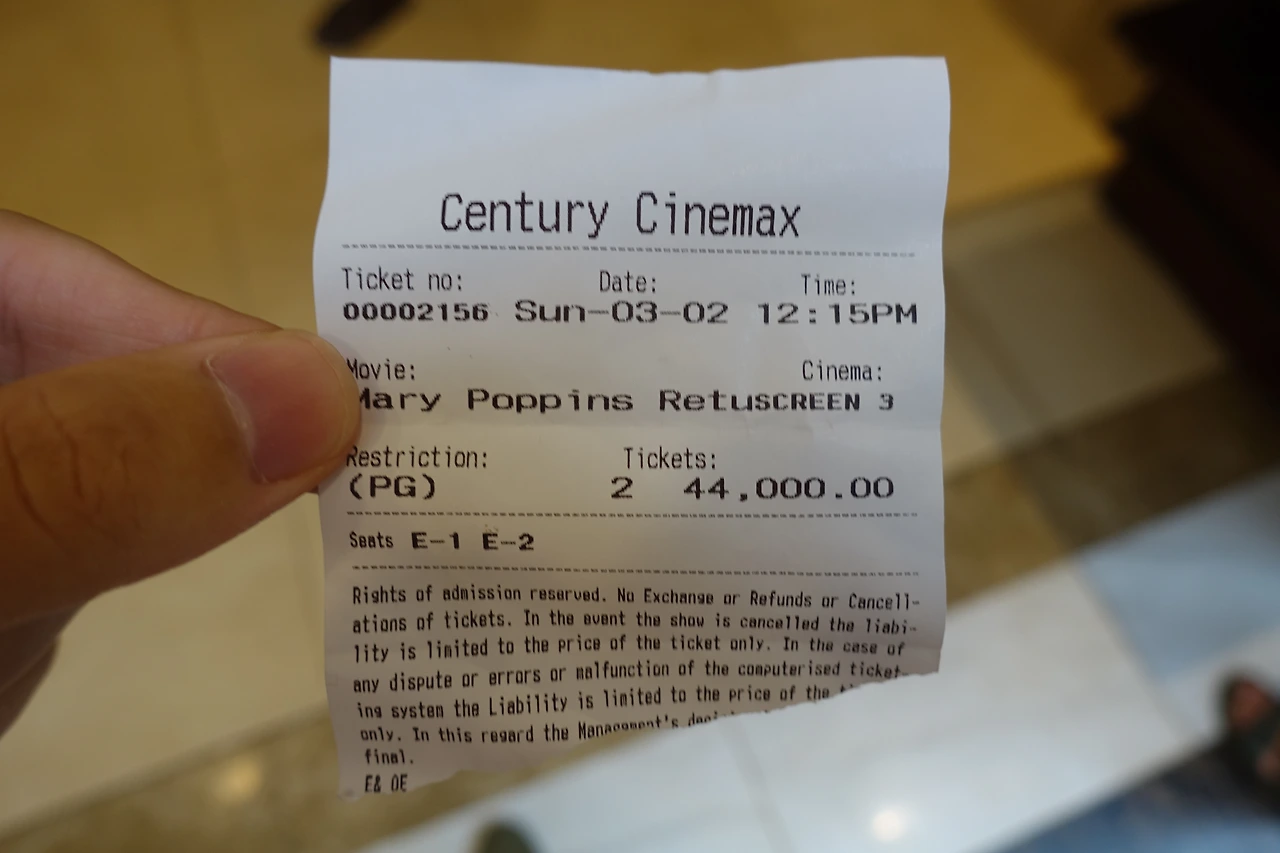 Century Cinemax
Ticket no: Date: Time:
00002156 Sun-03-02 12:15PM
Movie: Cinema:
Mary Poppins RetuSCREEN 3
Restriction: Tickets:
(PG) 2 44,000.00
Seats E-1 E-2
Rights of admission reserved. No Exchange or Refunds or Cancell-
ations of tickets. In the event the show is cancelled the liabi-
lity is limited to the price of the ticket only. In the case of
any dispute or errors or malfunction of the computerised ticket-
ing system the Liability is limited to the price of the
only. In this regard the Management's
final.
E& OE